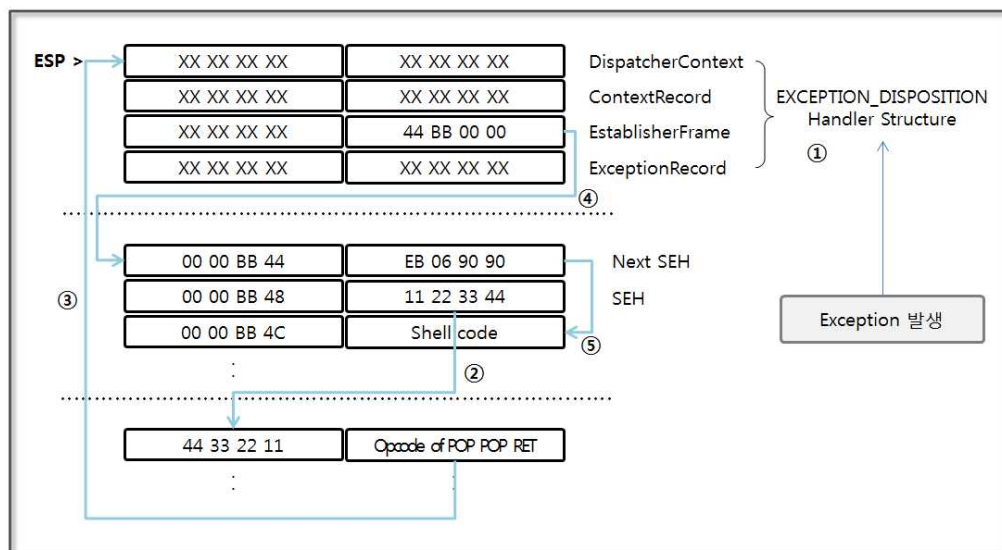 ESP > XX XX XX XX XX XX XX XX DispatcherContext
XX XX XX XX XX XX XX XX ContextRecord
XX XX XX XX 44 BB 00 00 EstablisherFrame
XX XX XX XX XX XX XX XX ExceptionRecord
EXCEPTION_DISPOSITION
Handler Structure
①
④
00 00 BB 44 EB 06 90 90 Next SEH
③ 00 00 BB 48 11 22 33 44 SEH
00 00 BB 4C Shell code
⑤
Exception 발생
:
②
44 33 22 11 Opcode of POP POP RET
: :